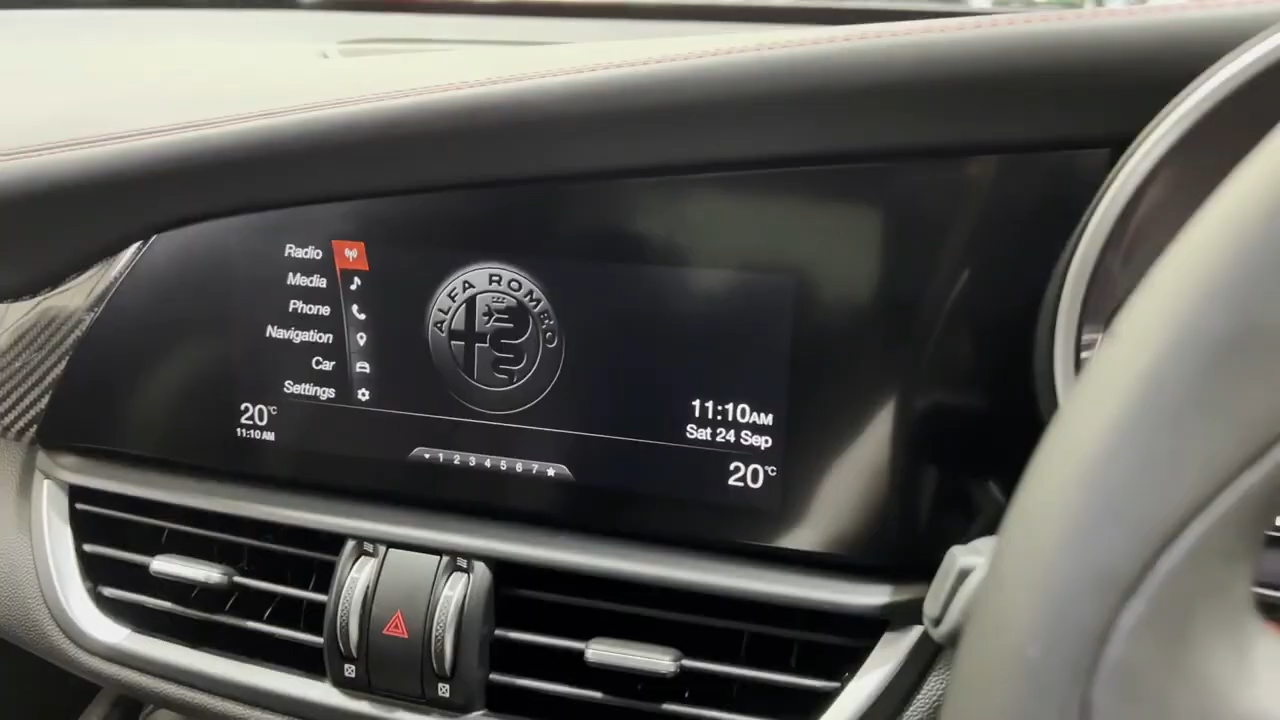 Radio
Media
Phone
Navigation
Car
Settings
20°C
11:10 AM
ALFA ROMEO
1 2 3 4 5 6 7
11:10AM
Sat 24 Sep
20°C